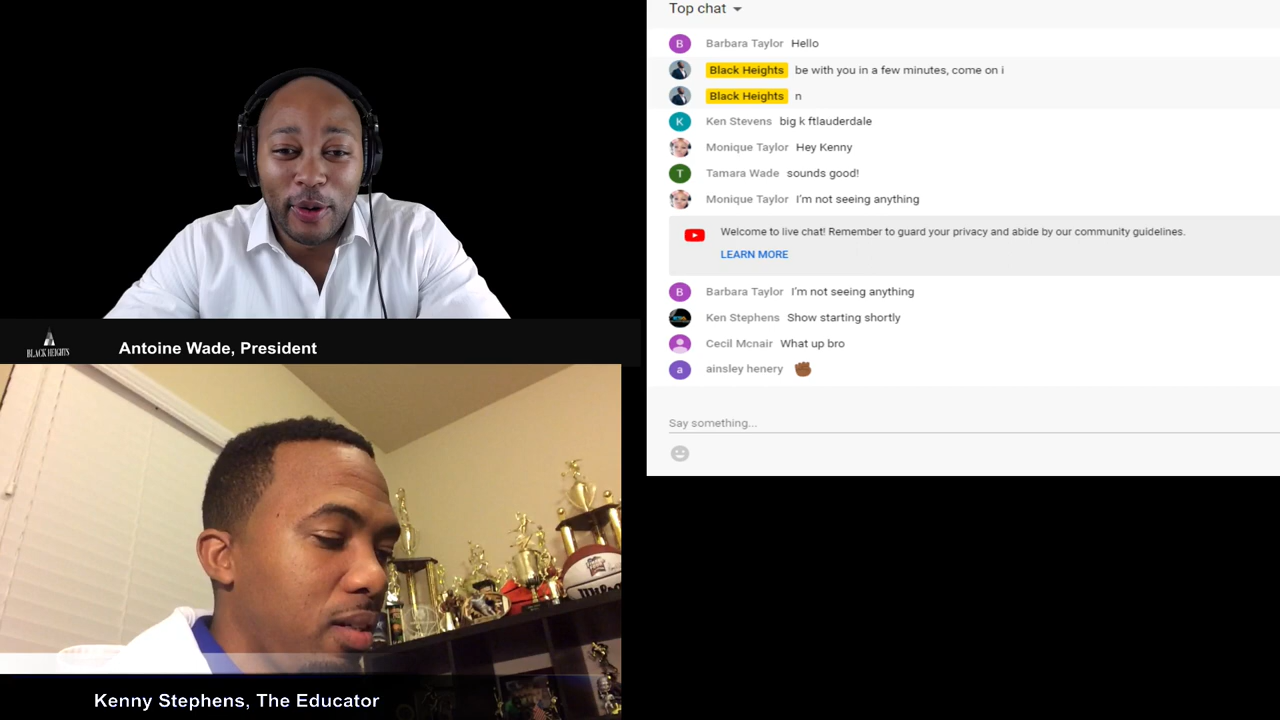 BLACK HEIGHTS
Antoine Wade, President
Kenny Stephens, The Educator
Top chat
B Barbara Taylor Hello
Black Heights be with you in a few minutes, come on i
Black Heights n
K Ken Stevens big k ftlauderdale
Monique Taylor Hey Kenny
T Tamara Wade sounds good!
Monique Taylor I'm not seeing anything
Welcome to live chat! Remember to guard your privacy and abide by our community guidelines.
LEARN MORE
B Barbara Taylor I'm not seeing anything
Ken Stephens Show starting shortly
Cecil Mcnair What up bro
a ainsley henery ✊🏾
Say something...